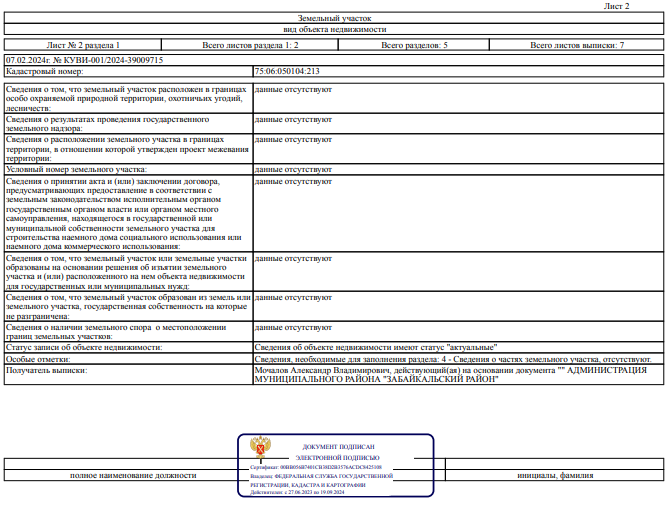 Лист 2
Земельный участок
вид объекта недвижимости
Лист № 2 раздела 1 Всего листов раздела 1: 2 Всего разделов: 5 Всего листов выписки: 7
07.02.2024г. № КУВИ-001/2024-39009715
Кадастровый номер: 75:06:050104:213
Сведения о том, что земельный участок расположен в границах данные отсутствуют
особо охраняемой природной территории, охотничьих угодий,
лесничеств:
Сведения о результатах проведения государственного данные отсутствуют
земельного надзора:
Сведения о расположении земельного участка в границах данные отсутствуют
территории, в отношении которой утвержден проект межевания
территории:
Условный номер земельного участка: данные отсутствуют
Сведения о принятии акта и (или) заключении договора, данные отсутствуют
предусматривающих предоставление в соответствии с
земельным законодательством исполнительным органом
государственным органом власти или органом местного
самоуправления, находящегося в государственной или
муниципальной собственности земельного участка для
строительства наемного дома социального использования или
наемного дома коммерческого использования:
Сведения о том, что земельный участок или земельные участки данные отсутствуют
образованы на основании решения об изъятии земельного
участка и (или) расположенного на нем объекта недвижимости
для государственных или муниципальных нужд:
Сведения о том, что земельный участок образован из земель или данные отсутствуют
земельного участка, государственная собственность на которые
не разграничена:
Сведения о наличии земельного спора о местоположении данные отсутствуют
границ земельных участков:
Статус записи об объекте недвижимости: Сведения об объекте недвижимости имеют статус "актуальные"
Особые отметки: Сведения, необходимые для заполнения раздела: 4 - Сведения о частях земельного участка, отсутствуют.
Получатель выписки: Мочалов Александр Владимирович, действующий(ая) на основании документа "" АДМИНИСТРАЦИЯ
МУНИЦИПАЛЬНОГО РАЙОНА "ЗАБАЙКАЛЬСКИЙ РАЙОН"
ДОКУМЕНТ ПОДПИСАН
ЭЛЕКТРОННОЙ ПОДПИСЬЮ
Сертификат:
Владелец: ФЕДЕРАЛЬНАЯ СЛУЖБА ГОСУДАРСТВЕННОЙ
РЕГИСТРАЦИИ, КАДАСТРА И КАРТОГРАФИИ
Действителен: с 27.06.2023 по 19.09.2024
полное наименование должности инициалы, фамилия